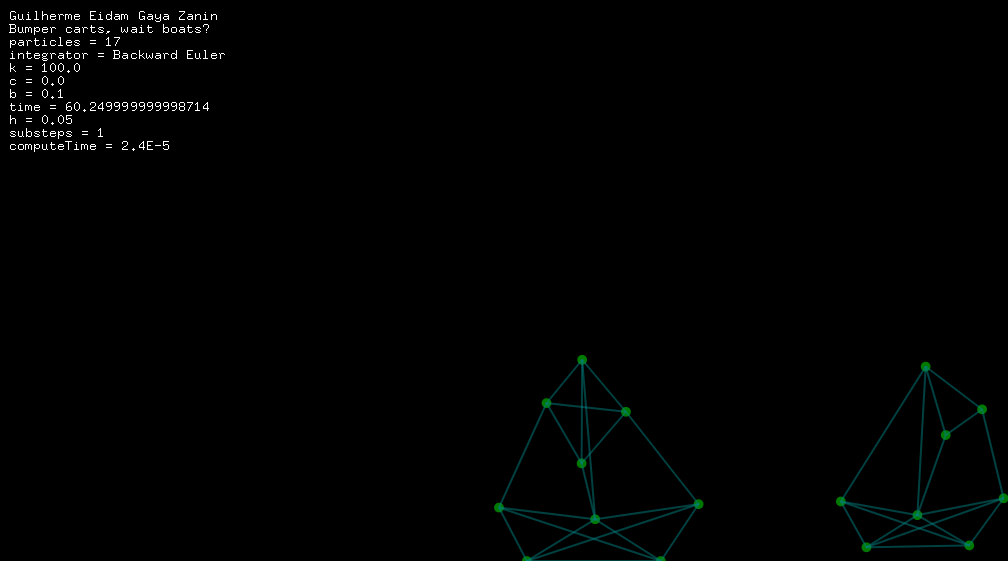 Guilherme Eidam Gaya Zanin
Bumper carts, wait boats?
particles = 17
integrator = Backward Euler
k = 100.0
c = 0.0
b = 0.1
time = 60.249999999998714
h = 0.05
substeps = 1
computeTime = 2.4E-5